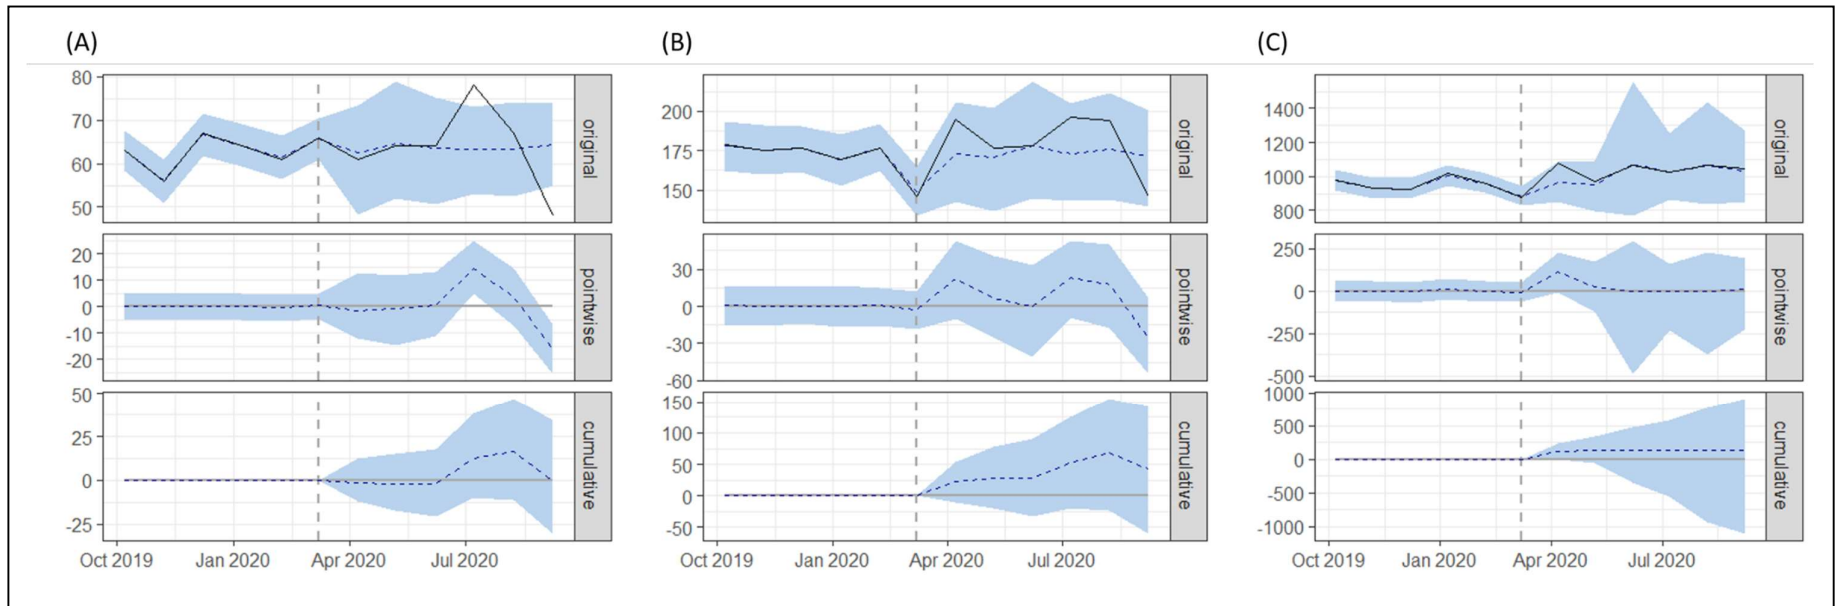 (A)
(B)
(C)
80
70
60
50
original
20
10
0
-10
-20
pointwise
50
25
0
-25
cumulative
Oct 2019 Jan 2020 Apr 2020 Jul 2020
200
175
150
original
30
0
-30
-60
pointwise
150
100
50
0
-50
cumulative
Oct 2019 Jan 2020 Apr 2020 Jul 2020
1400
1200
1000
800
original
250
0
-250
-500
pointwise
1000
500
0
-500
-1000
cumulative
Oct 2019 Jan 2020 Apr 2020 Jul 2020